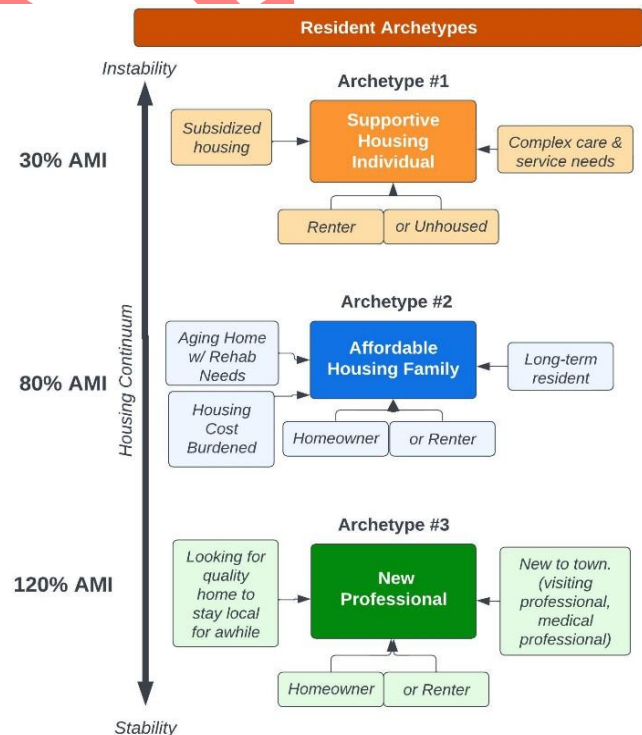 Resident Archetypes
Instability
Archetype #1
30% AMI
Subsidized
housing
Supportive
Housing
Individual
Complex care &
service needs
Renter
or Unhoused
Housing Continuum
Archetype #2
80% AMI
Aging Home
w/ Rehab
Needs
Housing
Cost
Burdened
Affordable
Housing Family
Long-term
resident
Homeowner
or Renter
Archetype #3
120% AMI
Looking for
quality
home to
stay local
for awhile
New
Professional
New to town.
(visiting
professional,
medical
professional)
Homeowner
or Renter
Stability